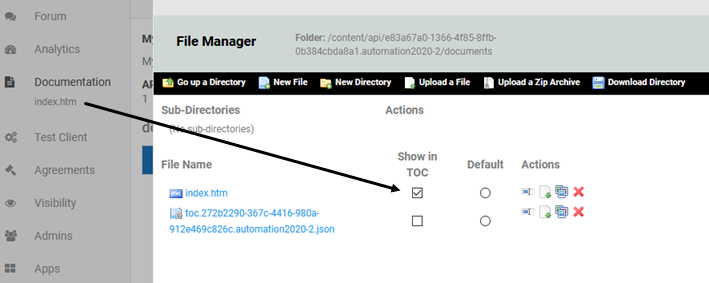 Forum
Analytics
Documentation
index.htm
Test Client
Agreements
Visibility
Admins
Apps
My
My
AP
1
de
File Manager
Folder: /content/api/e83a67a0-1366-4f85-8ffb-
0b384cbda8a1.automation2020-2/documents
Go up a Directory New File New Directory Upload a File Upload a Zip Archive Download Directory
Sub-Directories Actions
(No sub-directories)
File Name Show in TOC Default Actions
index.htm
toc.272b2290-367c-4416-980a-
912e469c826c.automation2020-2.json